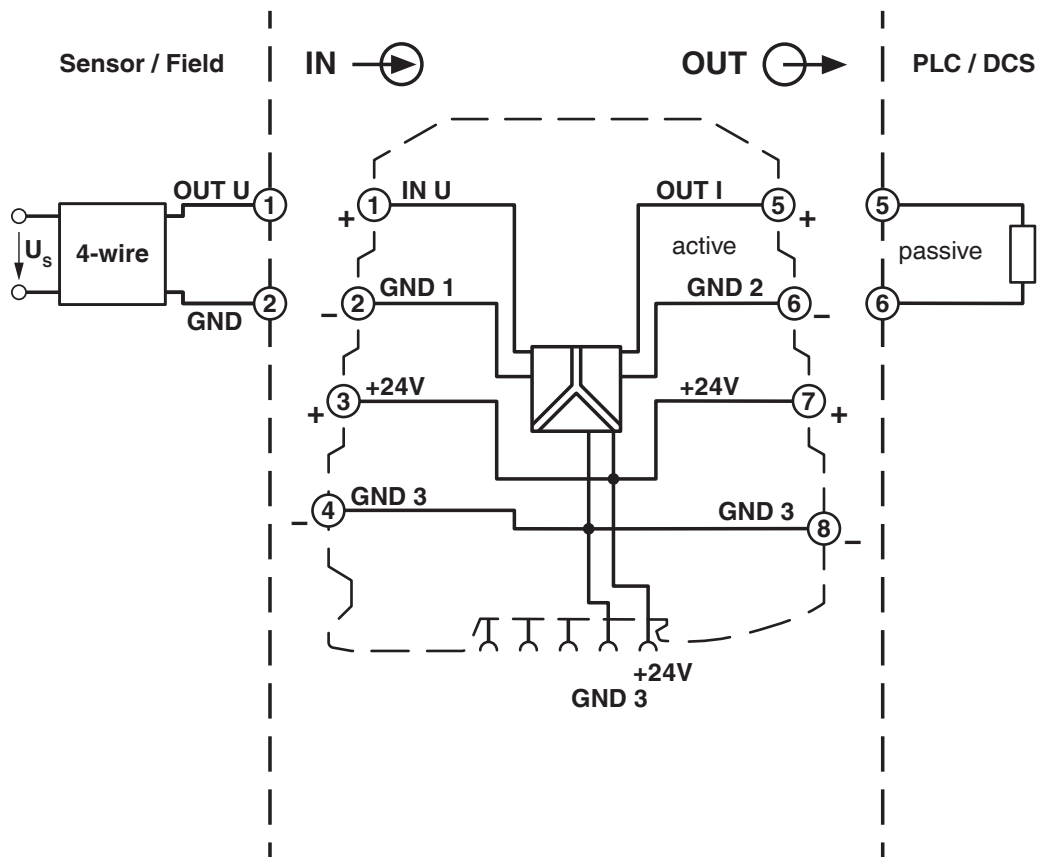 Sensor / Field IN OUT PLC / DCS
OUT U 1 1 IN U OUT I 5 5
+ +
Us 4-wire active passive
GND 2 2 GND 1 GND 2 6 6
– –
3 +24V +24V 7
+ +
4 GND 3 GND 3 8
– –
+24V
GND 3